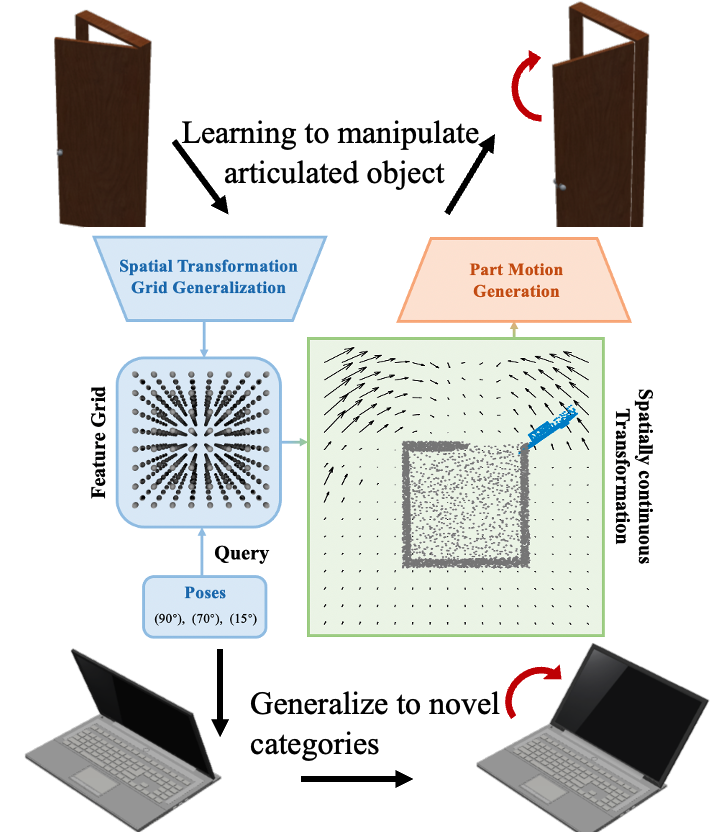 Learning to manipulate
articulated object
Spatial Transformation
Grid Generalization
Part Motion
Generation
Feature Grid
Spatially continuous
Transformation
Query
Poses
(90°), (70°), (15°)
Generalize to novel
categories